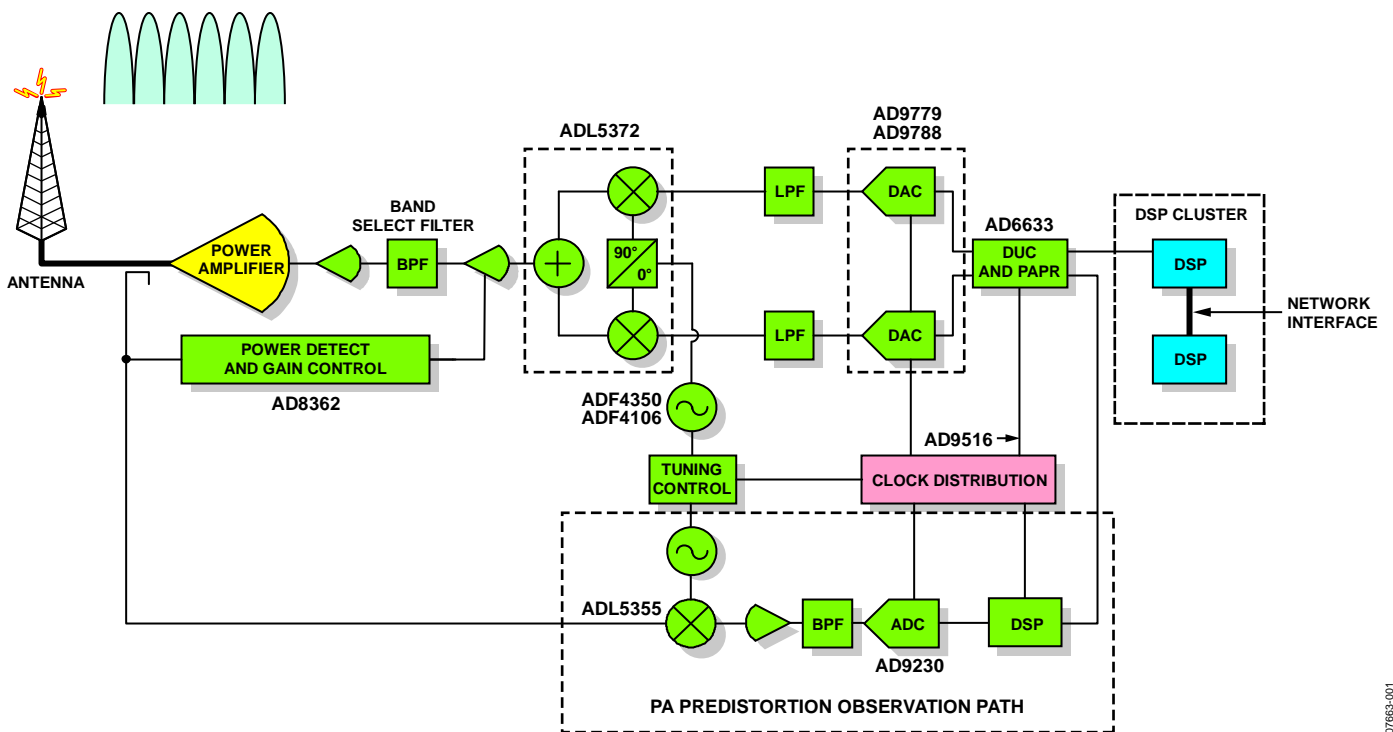 AD9779
AD9788
ADL5372
LPF
DAC
BAND
SELECT FILTER
DSP CLUSTER
AD6633
POWER
AMPLIFIER
BPF
+
90°
0°
DUC
AND PAPR
DSP
ANTENNA
NETWORK
INTERFACE
LPF
DAC
DSP
POWER DETECT
AND GAIN CONTROL
AD8362
ADF4350
ADF4106
AD9516
TUNING
CONTROL
CLOCK DISTRIBUTION
ADL5355
BPF
ADC
DSP
AD9230
PA PREDISTORTION OBSERVATION PATH
07663-001